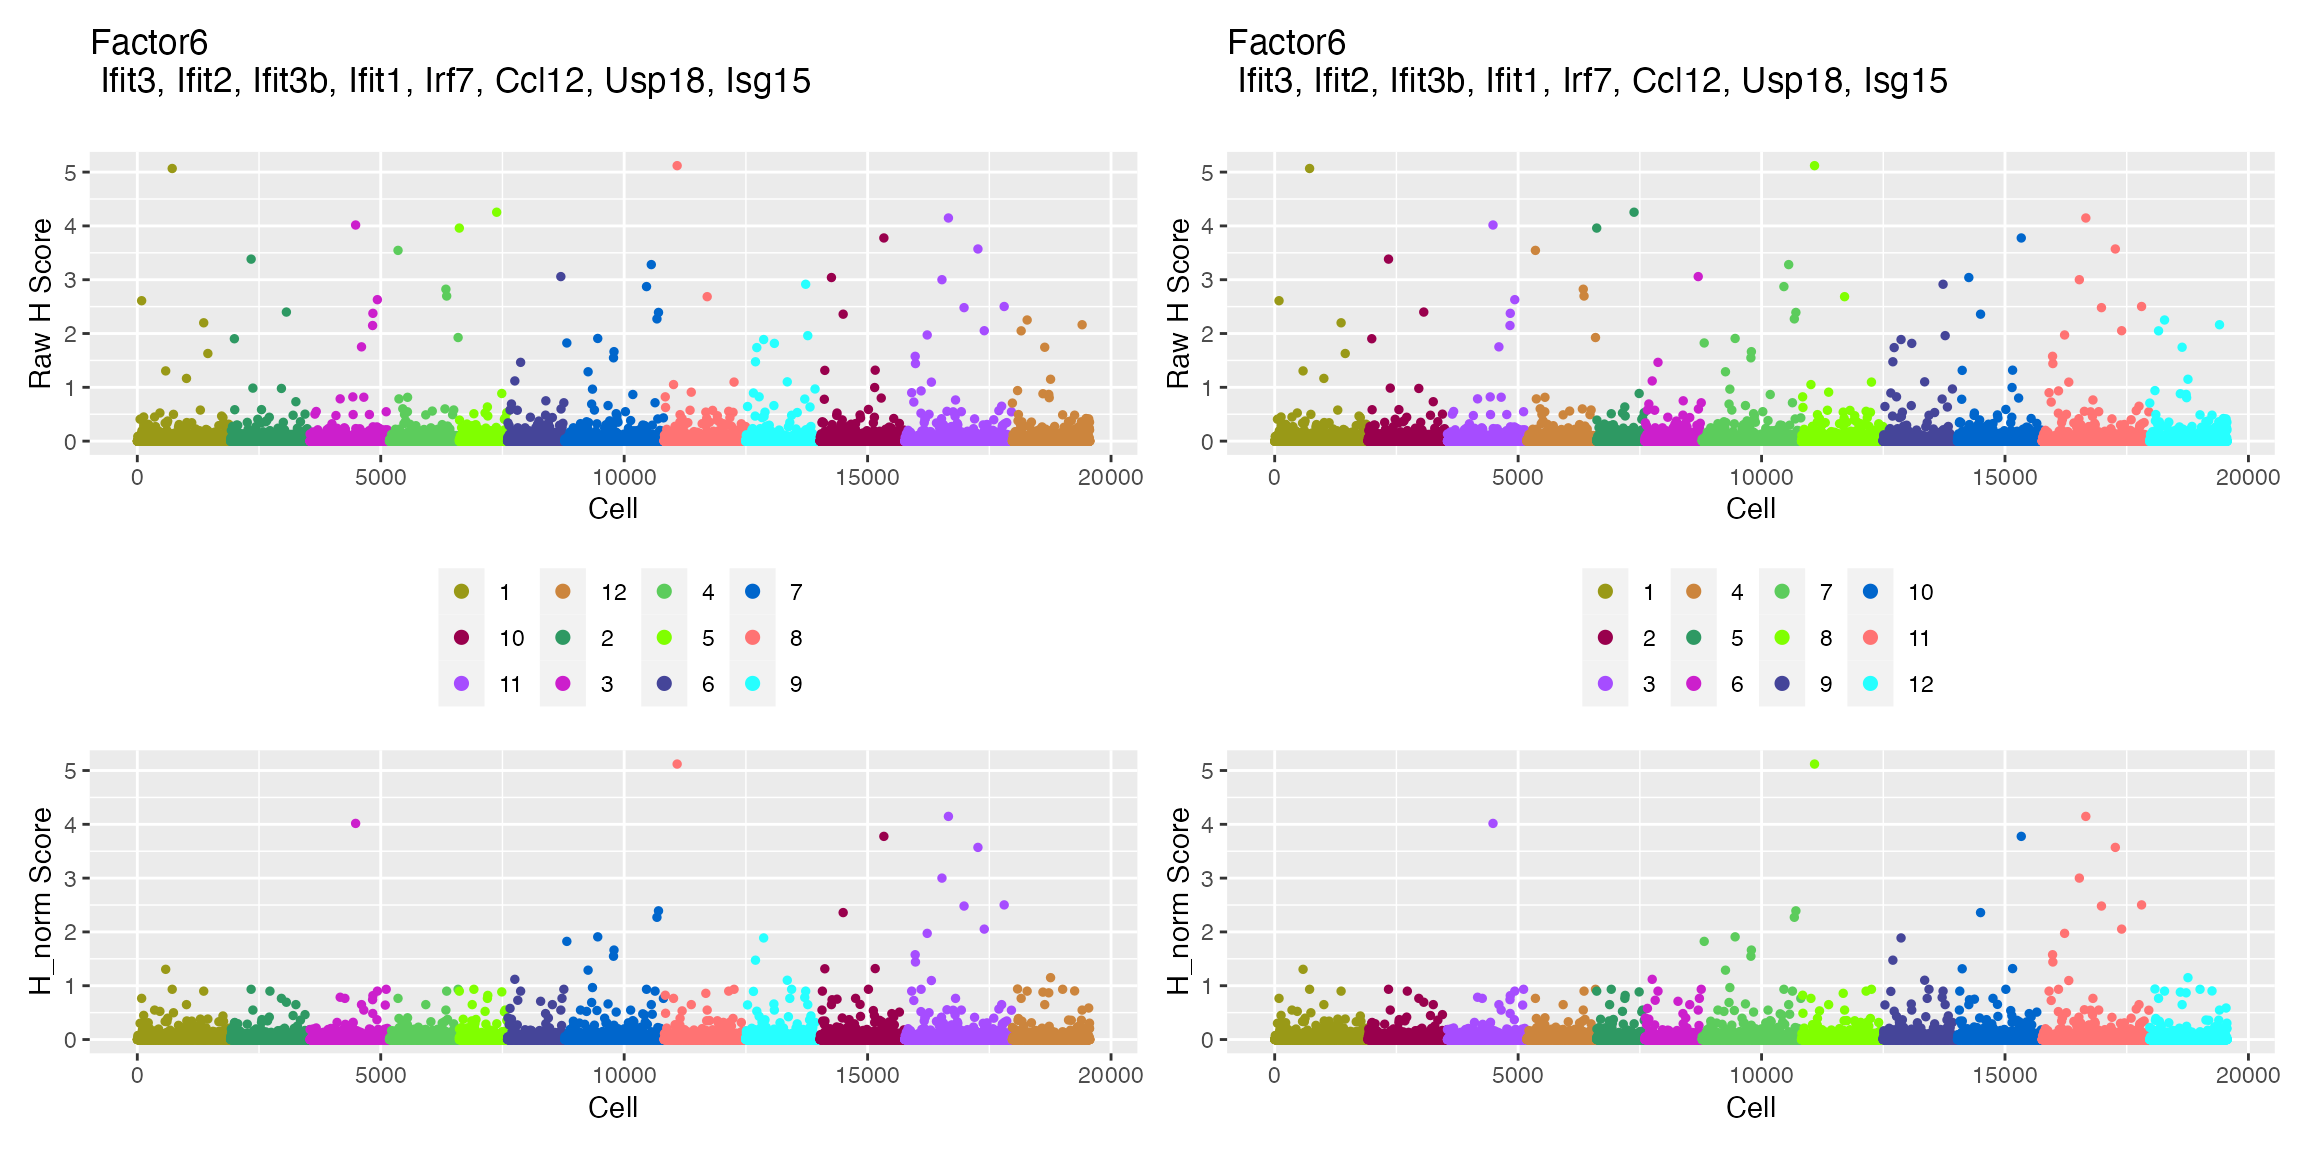 Factor6
Ifit3, Ifit2, Ifit3b, Ifit1, Irf7, Ccl12, Usp18, Isg15
Raw H Score
5
4
3
2
1
0
0 5000 10000 15000 20000
Cell
1 12 4 7
10 2 5 8
11 3 6 9
H_norm Score
5
4
3
2
1
0
0 5000 10000 15000 20000
Cell
Factor6
Ifit3, Ifit2, Ifit3b, Ifit1, Irf7, Ccl12, Usp18, Isg15
Raw H Score
5
4
3
2
1
0
0 5000 10000 15000 20000
Cell
1 4 7 10
2 5 8 11
3 6 9 12
H_norm Score
5
4
3
2
1
0
0 5000 10000 15000 20000
Cell